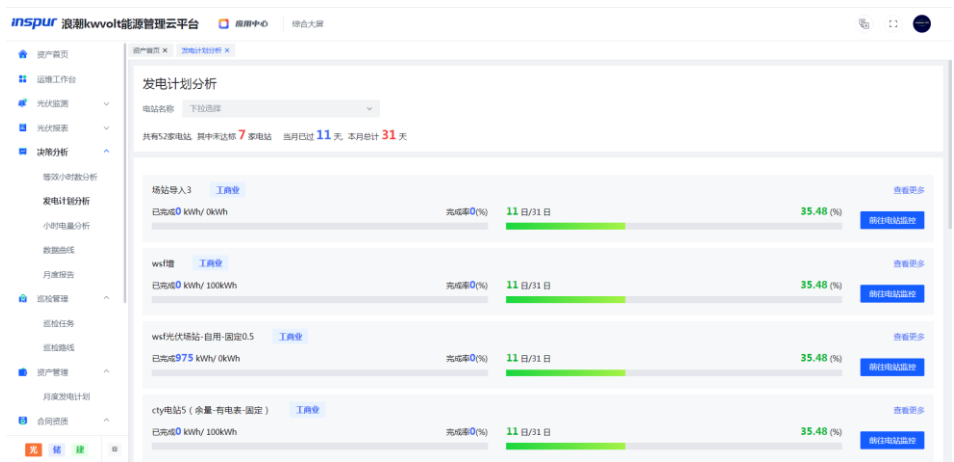 inspur 浪潮kwvolt能源管理云平台 应用中心 综合大屏
资产首页 × 发电计划分析 ×
资产首页
运维工作台
光伏监测
光伏报表
决策分析
等效小时数分析
发电计划分析
小时电量分析
数据曲线
月度报告
巡检管理
巡检任务
巡检路线
资产管理
月度发电计划
合同资质
光 储 建
发电计划分析
电站名称 下拉选择
共有52家电站, 其中未达标 7 家电站 当月已过 11 天, 本月总计 31 天
场站导入3 工商业 查看更多
已完成0 kWh/ 0kWh 完成率0(%) 11 日/31 日 35.48 (%) 前往电站监控
wsf增 工商业 查看更多
已完成0 kWh/ 100kWh 完成率0(%) 11 日/31 日 35.48 (%) 前往电站监控
wsf光伏场站-自用-固定0.5 工商业 查看更多
已完成975 kWh/ 0kWh 完成率0(%) 11 日/31 日 35.48 (%) 前往电站监控
cty电站5（余量-有电表-固定） 工商业 查看更多
已完成0 kWh/ 100kWh 完成率0(%) 11 日/31 日 35.48 (%) 前往电站监控